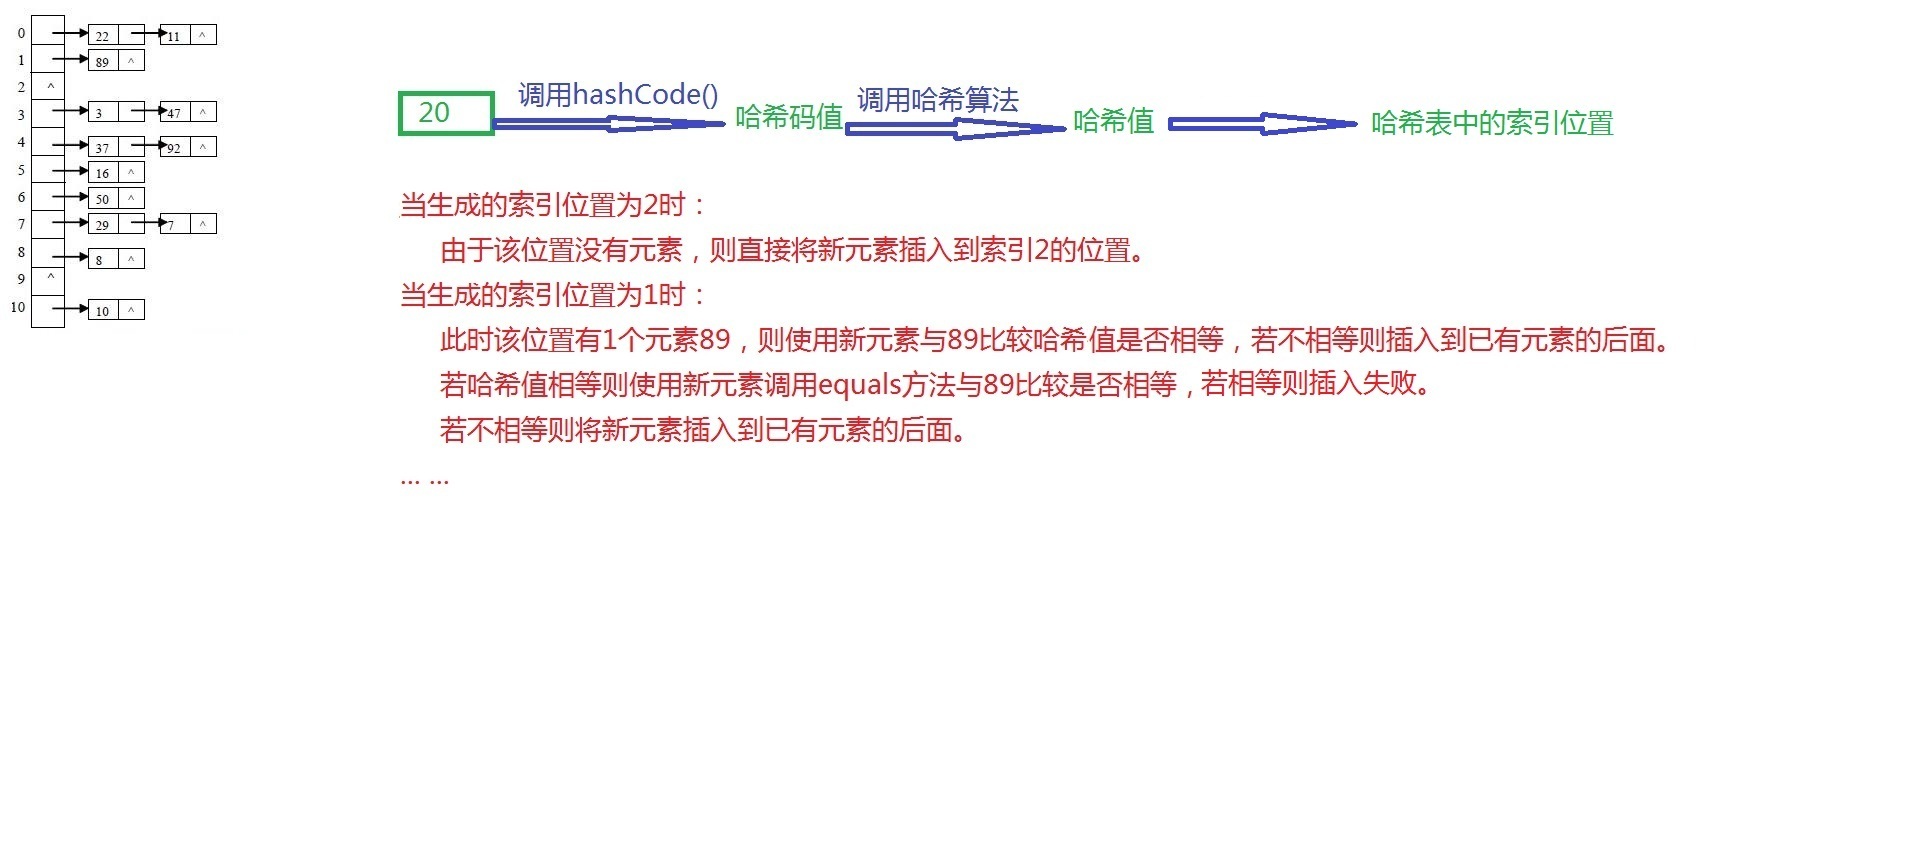 0 22 11 ^
1 89 ^
2 ^
3 3 47 ^
4 37 92 ^
5 16 ^
6 50 ^
7 29 7 ^
8 8 ^
9 ^
10 10 ^
20 调用hashCode() 哈希码值 调用哈希算法 哈希值 哈希表中的索引位置
当生成的索引位置为2时：
由于该位置没有元素，则直接将新元素插入到索引2的位置。
当生成的索引位置为1时：
此时该位置有1个元素89，则使用新元素与89比较哈希值是否相等，若不相等则插入到已有元素的后面。
若哈希值相等则使用新元素调用equals方法与89比较是否相等，若相等则插入失败。
若不相等则将新元素插入到已有元素的后面。
... ...